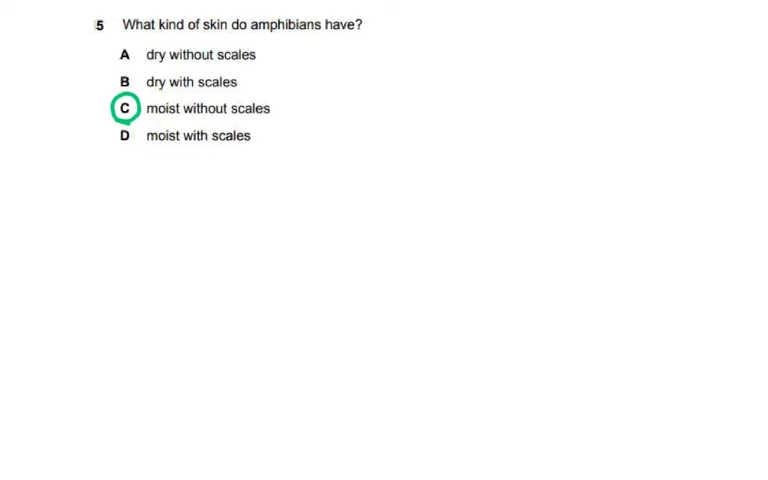 5 What kind of skin do amphibians have?
A dry without scales
B dry with scales
C moist without scales
D moist with scales